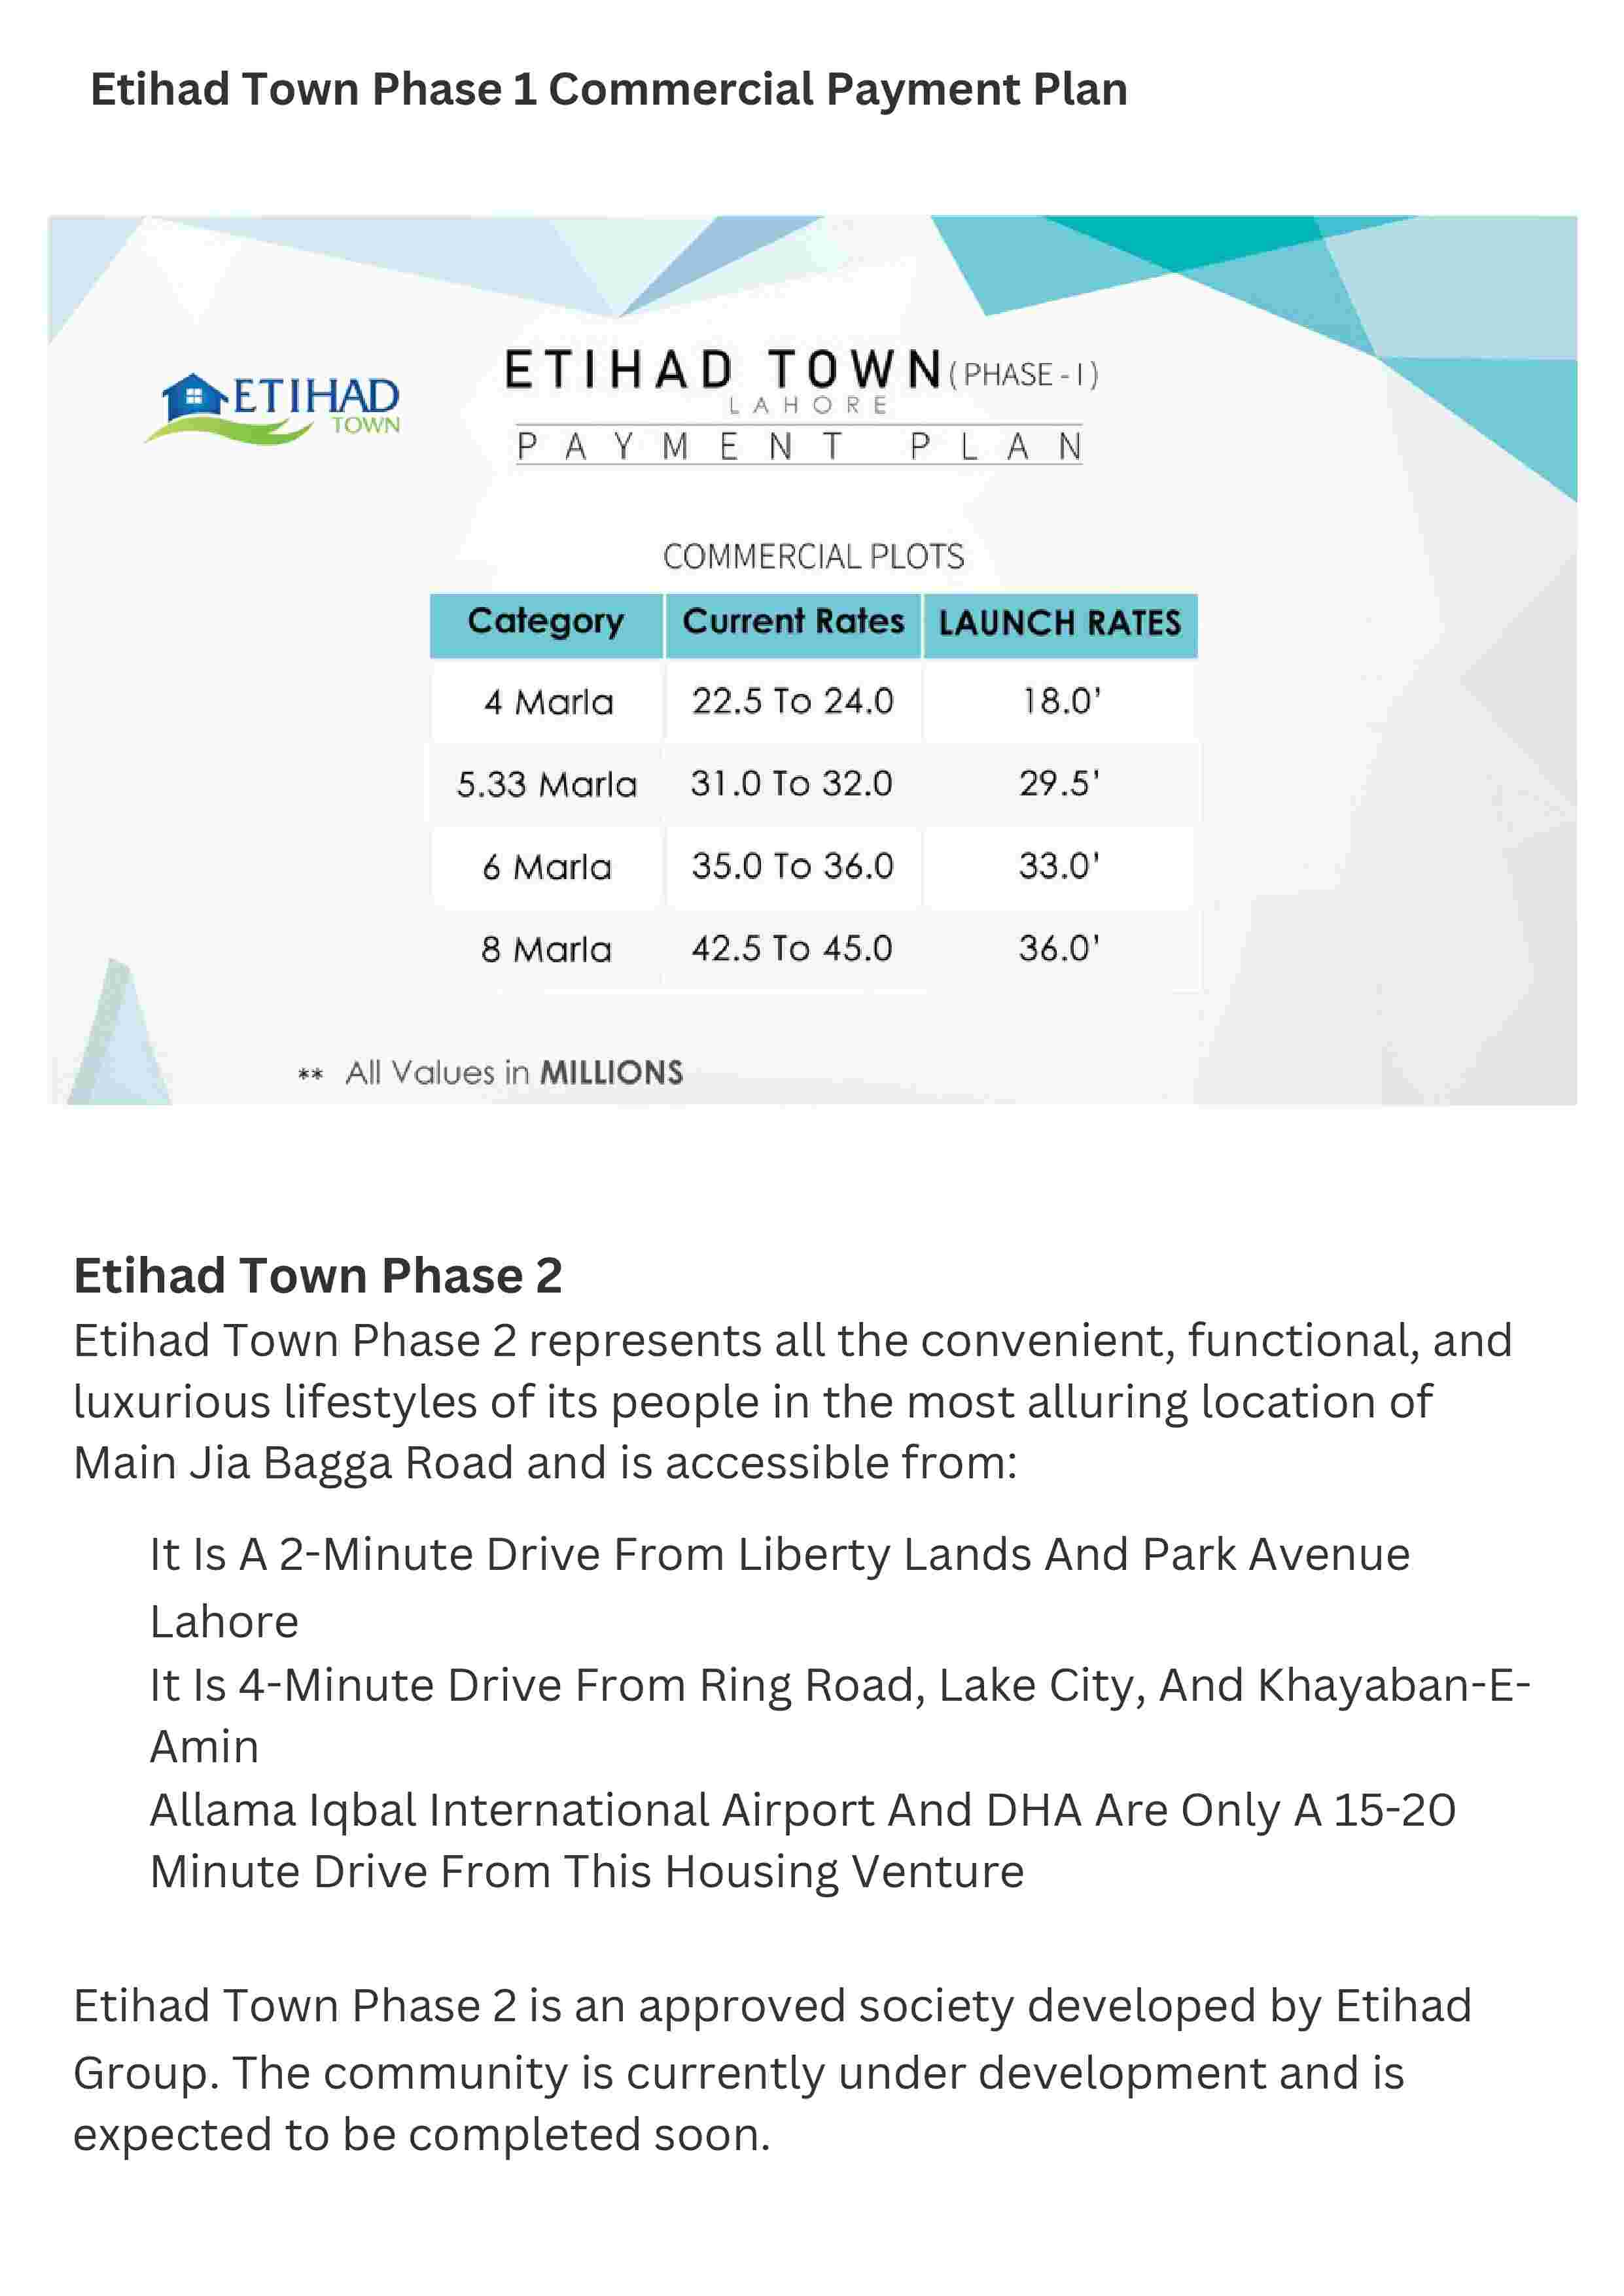 Etihad Town Phase 1 Commercial Payment Plan
ETIHAD
TOWN
ETIHAD TOWN (PHASE - I)
LAHORE
PAYMENT PLAN
COMMERCIAL PLOTS
Category Current Rates LAUNCH RATES
4 Marla 22.5 To 24.0 18.0'
5.33 Marla 31.0 To 32.0 29.5'
6 Marla 35.0 To 36.0 33.0'
8 Marla 42.5 To 45.0 36.0'
** All Values in MILLIONS
Etihad Town Phase 2
Etihad Town Phase 2 represents all the convenient, functional, and
luxurious lifestyles of its people in the most alluring location of
Main Jia Bagga Road and is accessible from:
It Is A 2-Minute Drive From Liberty Lands And Park Avenue
Lahore
It Is 4-Minute Drive From Ring Road, Lake City, And Khayaban-E-
Amin
Allama Iqbal International Airport And DHA Are Only A 15-20
Minute Drive From This Housing Venture
Etihad Town Phase 2 is an approved society developed by Etihad
Group. The community is currently under development and is
expected to be completed soon.